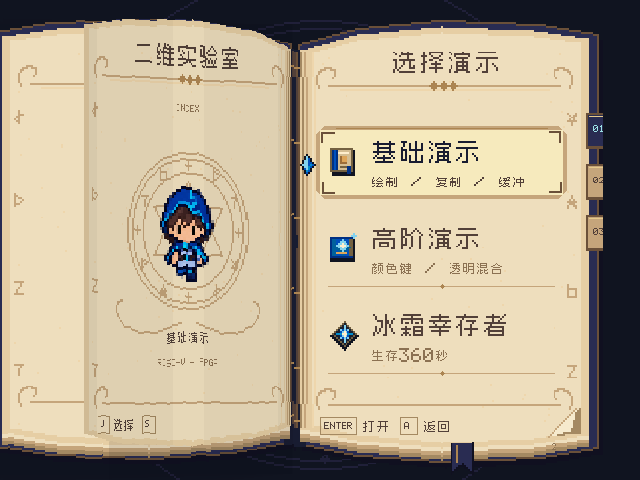 二维实验室
INDEX
基础演示
RISC-V - FPGA
J 选择 S
选择演示
基础演示
绘制 / 复制 / 缓冲
高阶演示
颜色键 / 透明混合
冰霜幸存者
生存360秒
ENTER 打开 A 返回
01
02
03